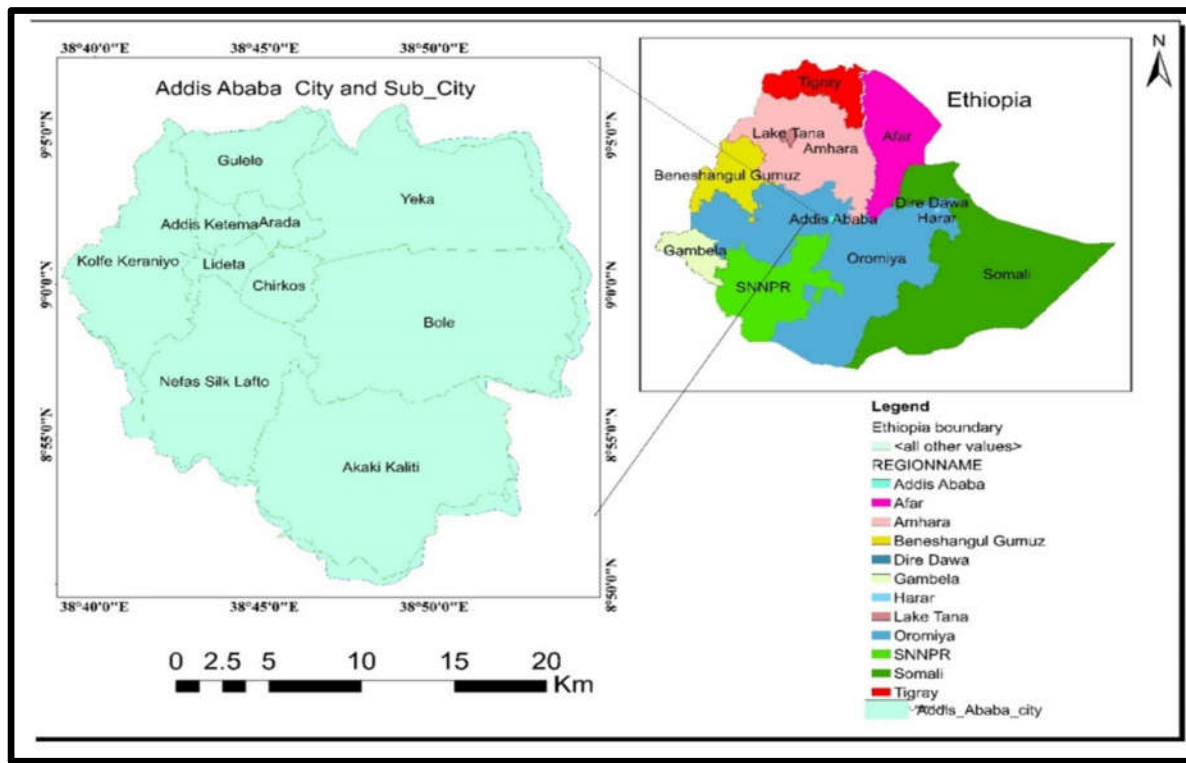 38°40'0"E 38°45'0"E 38°50'0"E
Addis Ababa City and Sub_City
9°5'0"N
9°0'0"N
8°55'0"N
Gulele
Yeka
Addis Ketema
Arada
Kolfe Keraniyo
Lideta
Chirkos
Bole
Nefas Silk Lafto
Akaki Kaliti
9°5'0"N
9°0'0"N
8°55'0"N
8°50'0"N
38°40'0"E 38°45'0"E 38°50'0"E
0 2.5 5 10 15 20
Km
N
Ethiopia
Tigray
Lake Tana
Amhara
Afar
Beneshangul Gumuz
Dire Dawa
Addis Ababa
Harar
Gambela
Oromiya
Somali
SNNPR
Legend
Ethiopia boundary
<all other values>
REGIONNAME
Addis Ababa
Afar
Amhara
Beneshangul Gumuz
Dire Dawa
Gambela
Harar
Lake Tana
Oromiya
SNNPR
Somali
Tigray
Addis_Ababa_city